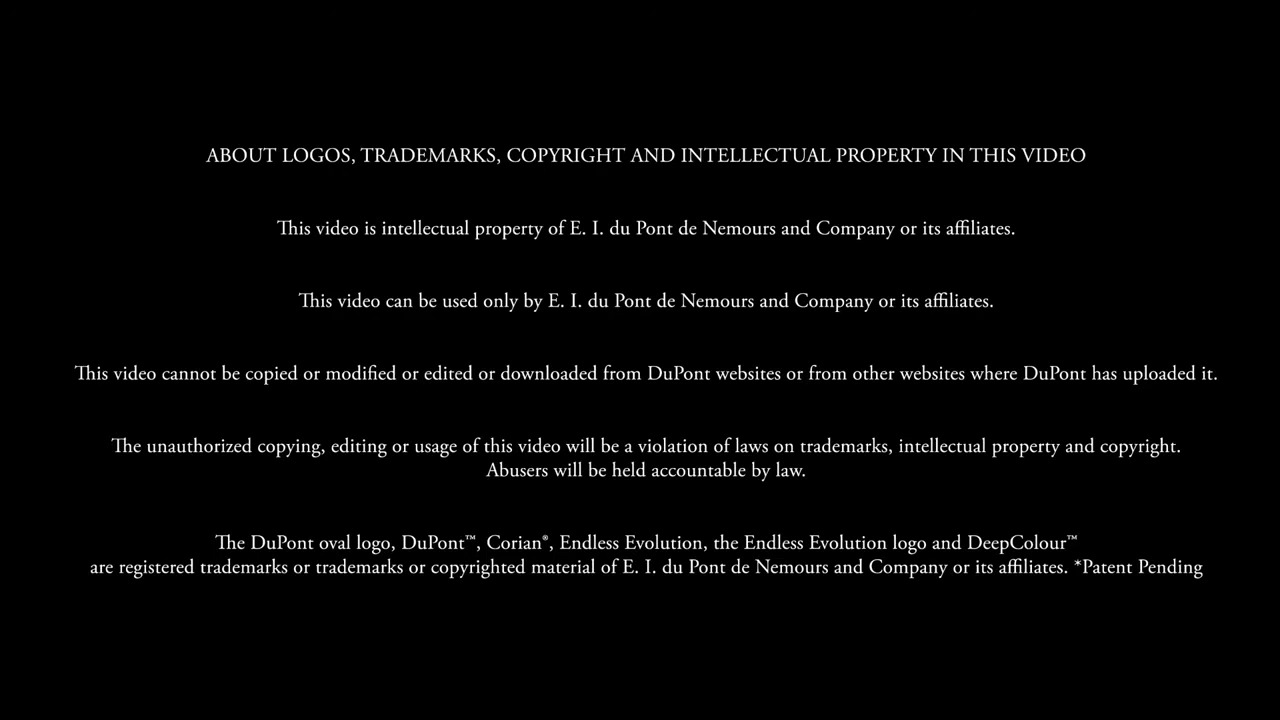 ABOUT LOGOS, TRADEMARKS, COPYRIGHT AND INTELLECTUAL PROPERTY IN THIS VIDEO
This video is intellectual property of E. I. du Pont de Nemours and Company or its affiliates.
This video can be used only by E. I. du Pont de Nemours and Company or its affiliates.
This video cannot be copied or modified or edited or downloaded from DuPont websites or from other websites where DuPont has uploaded it.
The unauthorized copying, editing or usage of this video will be a violation of laws on trademarks, intellectual property and copyright.
Abusers will be held accountable by law.
The DuPont oval logo, DuPont™, Corian®, Endless Evolution, the Endless Evolution logo and DeepColour™
are registered trademarks or trademarks or copyrighted material of E. I. du Pont de Nemours and Company or its affiliates. *Patent Pending